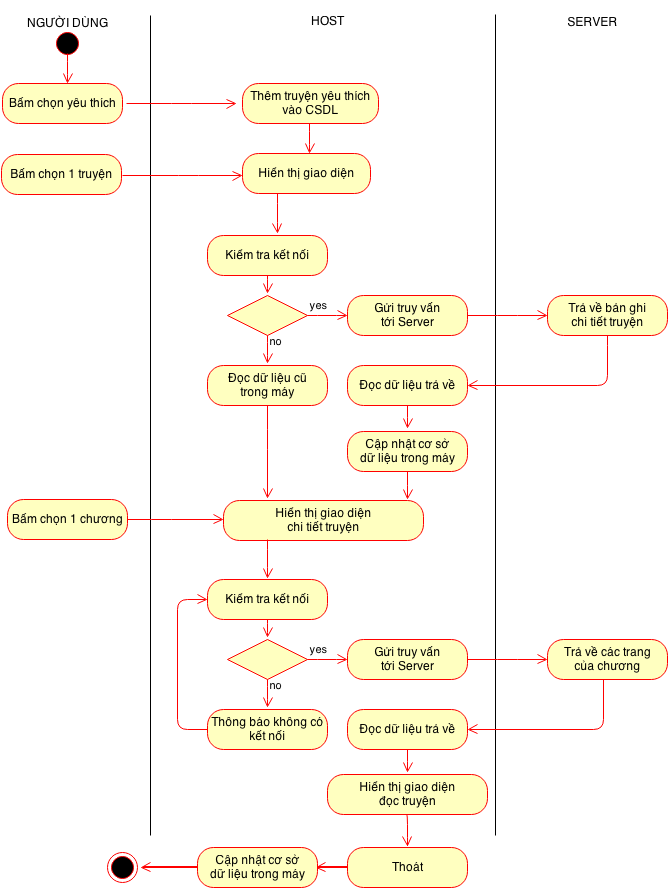 NGƯỜI DÙNG
HOST
SERVER
Bấm chọn yêu thích
Thêm truyện yêu thích
vào CSDL
Bấm chọn 1 truyện
Hiển thị giao diện
Kiểm tra kết nối
yes
Gửi truy vấn
tới Server
Trả về bản ghi
chi tiết truyện
no
Đọc dữ liệu cũ
trong máy
Đọc dữ liệu trả về
Cập nhật cơ sở
dữ liệu trong máy
Bấm chọn 1 chương
Hiển thị giao diện
chi tiết truyện
Kiểm tra kết nối
yes
Gửi truy vấn
tới Server
Trả về các trang
của chương
no
Thông báo không có
kết nối
Đọc dữ liệu trả về
Hiển thị giao diện
đọc truyện
Cập nhật cơ sở
dữ liệu trong máy
Thoát